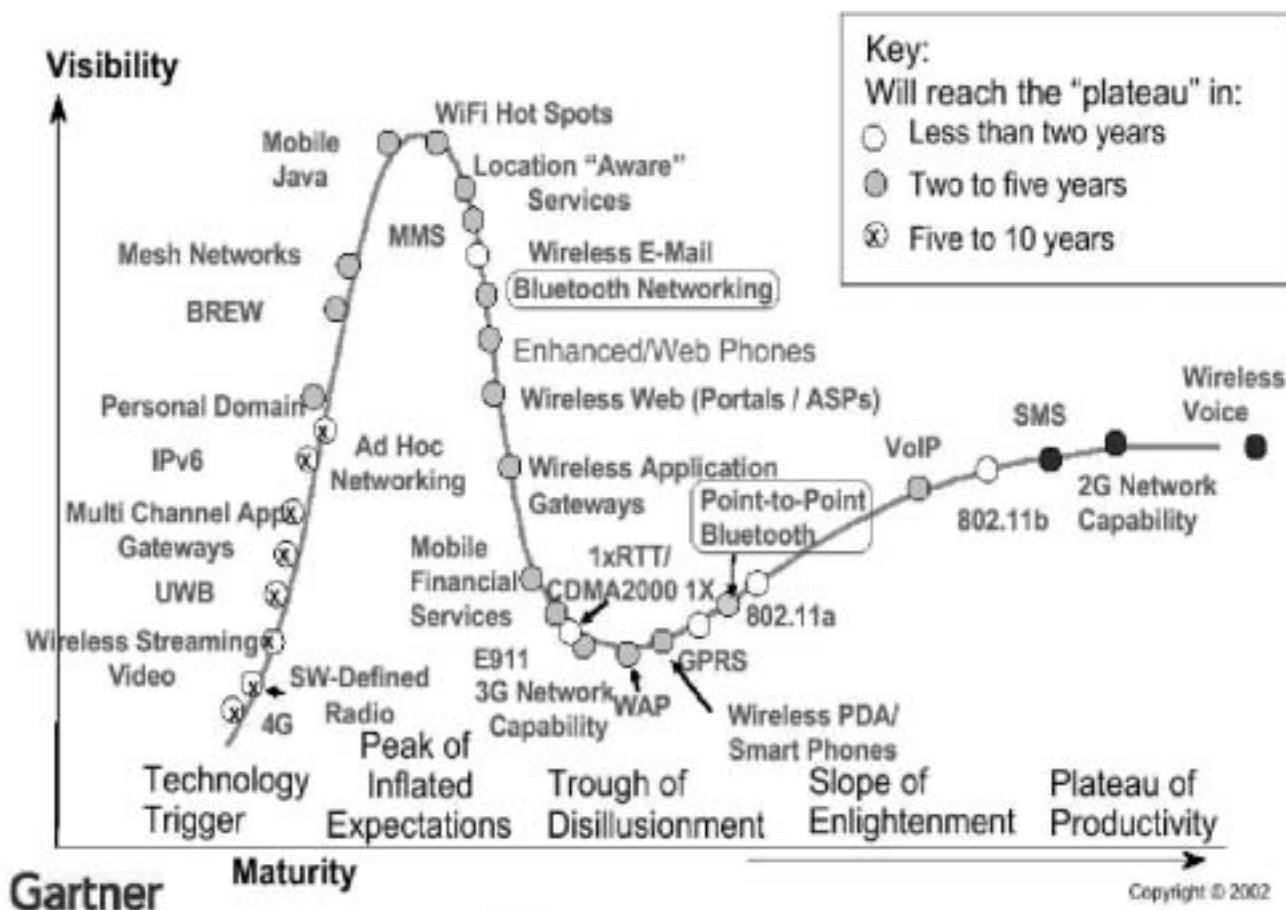 Visibility
Key:
Will reach the “plateau” in:
Less than two years
Two to five years
x Five to 10 years
WiFi Hot Spots
Mobile
Java
Location “Aware”
Services
MMS
Mesh Networks
Wireless E-Mail
Bluetooth Networking
BREW
Enhanced/Web Phones
Personal Domain
Wireless Web (Portals / ASPs)
Wireless
Voice
SMS
VoIP
IPv6
Ad Hoc
Networking
Wireless Application
Gateways
Point-to-Point
Bluetooth
2G Network
Capability
802.11b
Multi Channel App
Gateways
Mobile
Financial
Services
1xRTT/
CDMA2000 1X
UWB
802.11a
Wireless Streaming
Video
E911
GPRS
SW-Defined
Radio
4G
3G Network
Capability
WAP
Wireless PDA/
Smart Phones
Technology
Trigger
Peak of
Inflated
Expectations
Trough of
Disillusionment
Slope of
Enlightenment
Plateau of
Productivity
Maturity
Gartner
Copyright © 2002